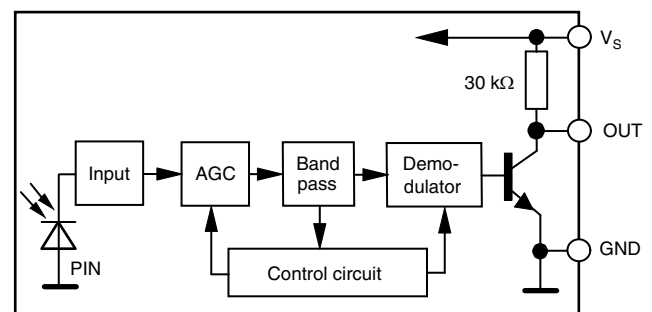 V_S
30 kΩ
OUT
Input
AGC
Band
pass
Demo-
dulator
GND
PIN
Control circuit